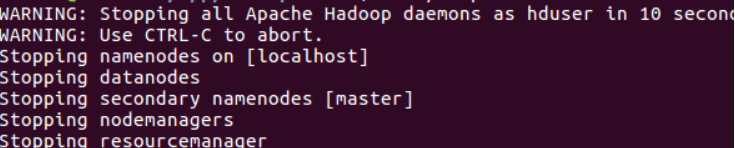 WARNING: Stopping all Apache Hadoop daemons as hduser in 10 secon
WARNING: Use CTRL-C to abort.
Stopping namenodes on [localhost]
Stopping datanodes
Stopping secondary namenodes [master]
Stopping nodemanagers
Stopping resourcemanager